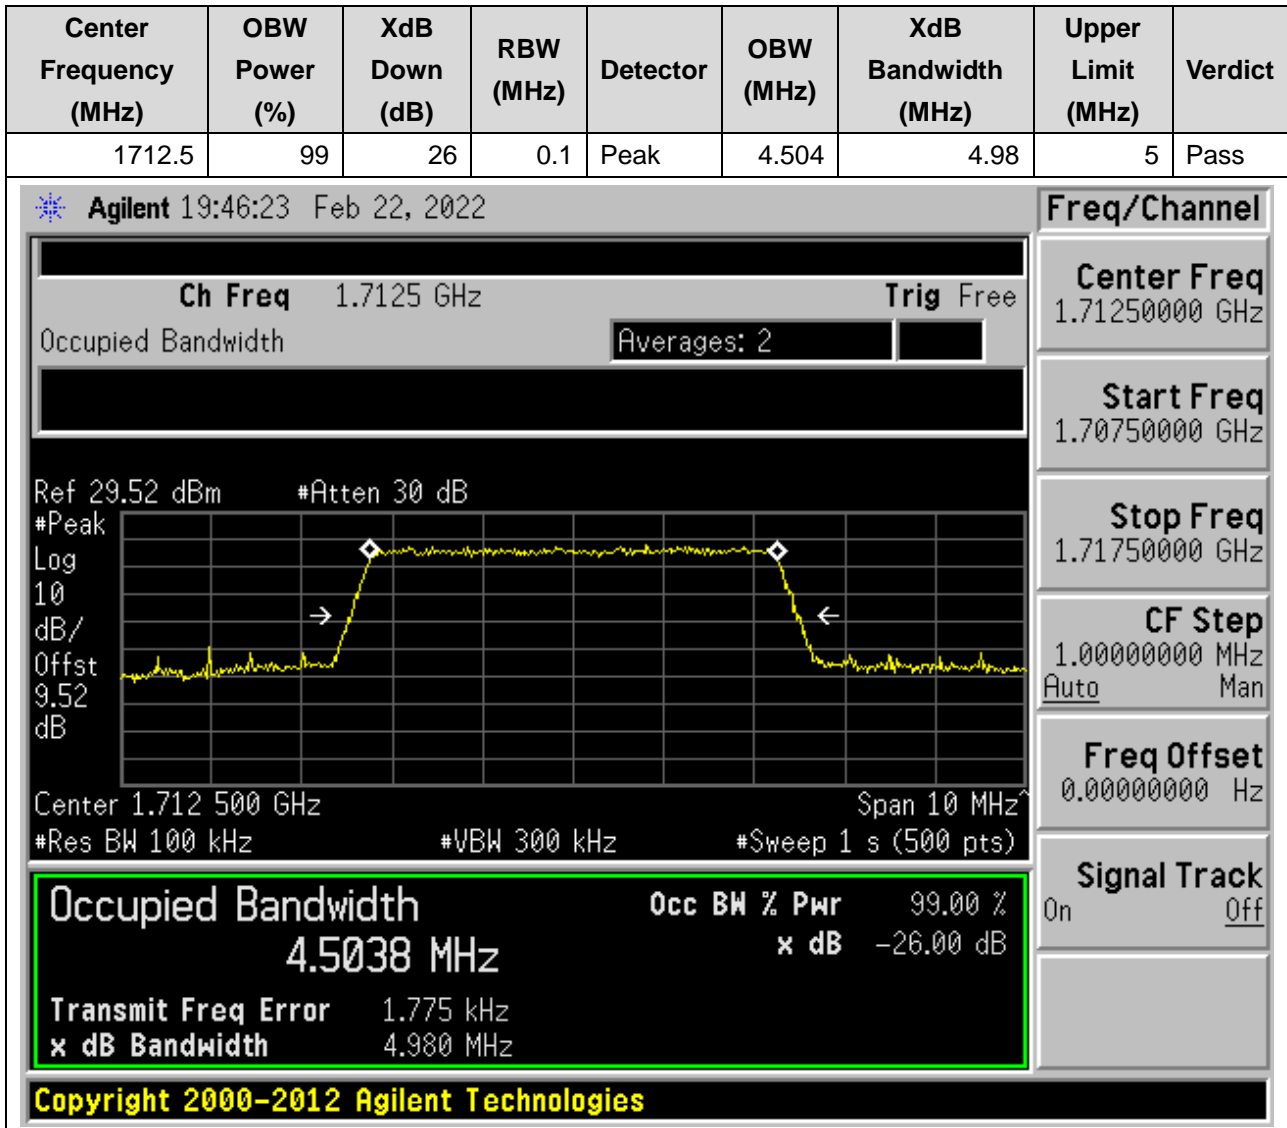 Center Frequency (MHz) OBW Power (%) XdB Down (dB) RBW (MHz) Detector OBW (MHz) XdB Bandwidth (MHz) Upper Limit (MHz) Verdict
1712.5 99 26 0.1 Peak 4.504 4.98 5 Pass
Agilent 19:46:23 Feb 22, 2022
Freq/Channel
Ch Freq 1.7125 GHz Trig Free
Occupied Bandwidth Averages: 2
Ref 29.52 dBm #Atten 30 dB
#Peak
Log
10
dB/
Offst
9.52
dB
Center 1.712 500 GHz Span 10 MHz^
#Res BW 100 kHz #VBW 300 kHz #Sweep 1 s (500 pts)
Occupied Bandwidth Occ BW % Pwr 99.00 %
4.5038 MHz x dB -26.00 dB
Transmit Freq Error 1.775 kHz
x dB Bandwidth 4.980 MHz
Center Freq
1.71250000 GHz
Start Freq
1.70750000 GHz
Stop Freq
1.71750000 GHz
CF Step
1.00000000 MHz
Auto Man
Freq Offset
0.00000000 Hz
Signal Track
On Off
Copyright 2000-2012 Agilent Technologies